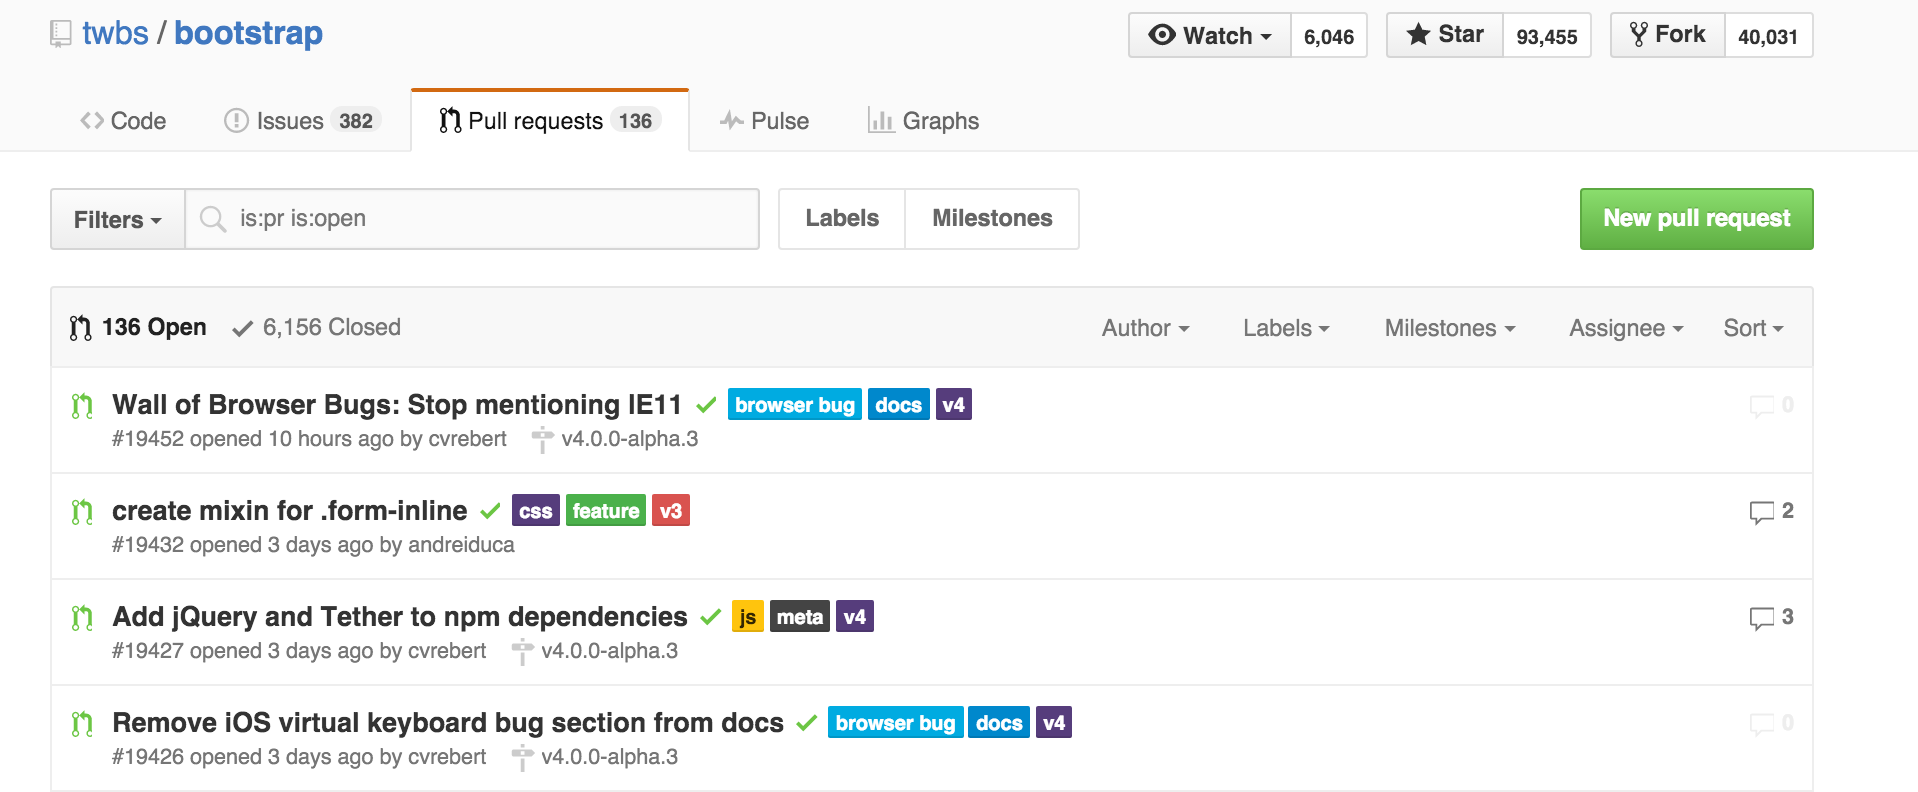 twbs / bootstrap
Watch 6,046 Star 93,455 Fork 40,031
Code Issues 382 Pull requests 136 Pulse Graphs
Filters is:pr is:open Labels Milestones New pull request
136 Open 6,156 Closed Author Labels Milestones Assignee Sort
Wall of Browser Bugs: Stop mentioning IE11 browser bug docs v4 0
#19452 opened 10 hours ago by cvrebert v4.0.0-alpha.3
create mixin for .form-inline css feature v3 2
#19432 opened 3 days ago by andreiduca
Add jQuery and Tether to npm dependencies js meta v4 3
#19427 opened 3 days ago by cvrebert v4.0.0-alpha.3
Remove iOS virtual keyboard bug section from docs browser bug docs v4 0
#19426 opened 3 days ago by cvrebert v4.0.0-alpha.3